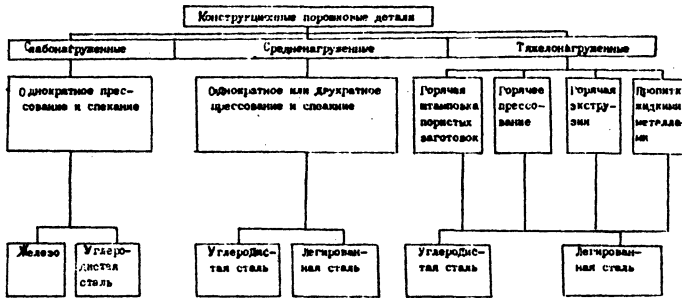 Конструкционные порошковые детали
Слабонагруженные
Средненагруженные
Тяжелонагруженные
Однократное прес-
сование и спекание
Однократное или двукратное
прессование и спекание
Горячая
штамповка
пористых
заготовок
Горячее
прессо-
вание
Горячая
экстру-
зии
Пропитк
жидкими
металла-
ми
Железо
Углеро-
дистая
сталь
Углеродис-
тая сталь
Легирован-
ная сталь
Углеродис-
тая сталь
Легирован-
ная сталь